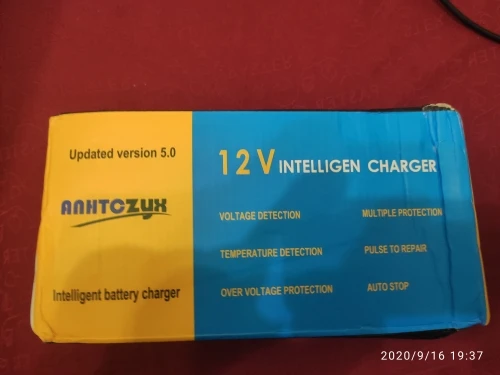 Updated version 5.0
12V INTELLIGEN CHARGER
ANHTCZYX
VOLTAGE DETECTION
MULTIPLE PROTECTION
TEMPERATURE DETECTION
PULSE TO REPAIR
Intelligent battery charger
OVER VOLTAGE PROTECTION
AUTO STOP
2020/9/16 19:37